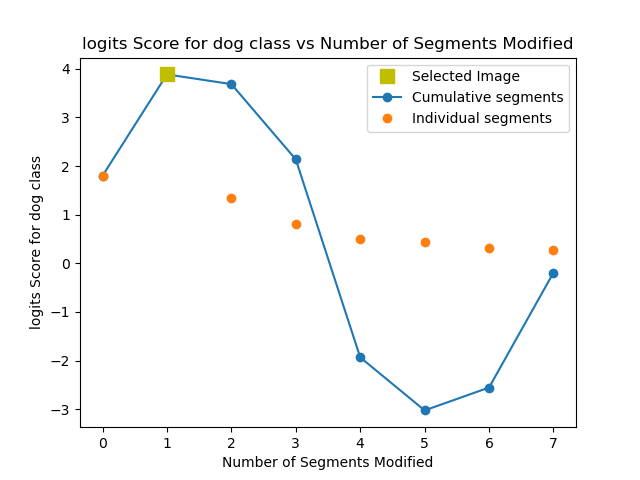 logits Score for dog class vs Number of Segments Modified
Selected Image
Cumulative segments
Individual segments
logits Score for dog class
4
3
2
1
0
−1
−2
−3
0 1 2 3 4 5 6 7
Number of Segments Modified